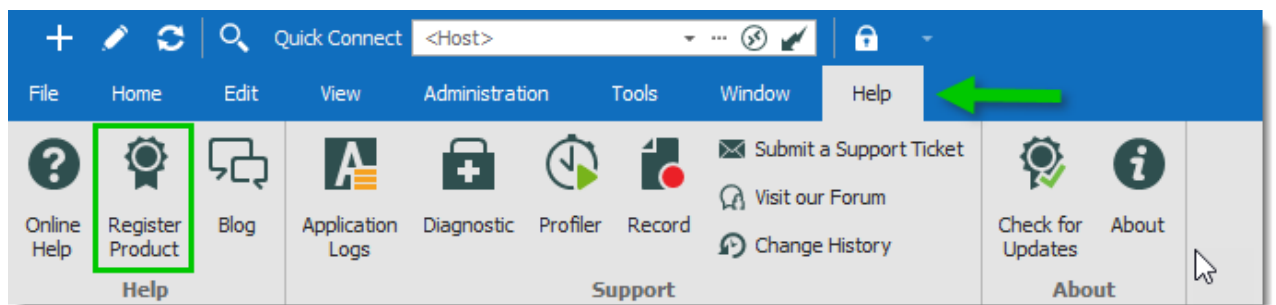 Quick Connect <Host>
File Home Edit View Administration Tools Window Help
Online Help
Register Product
Blog
Application Logs
Diagnostic
Profiler
Record
Submit a Support Ticket
Visit our Forum
Change History
Check for Updates
About
Help Support About